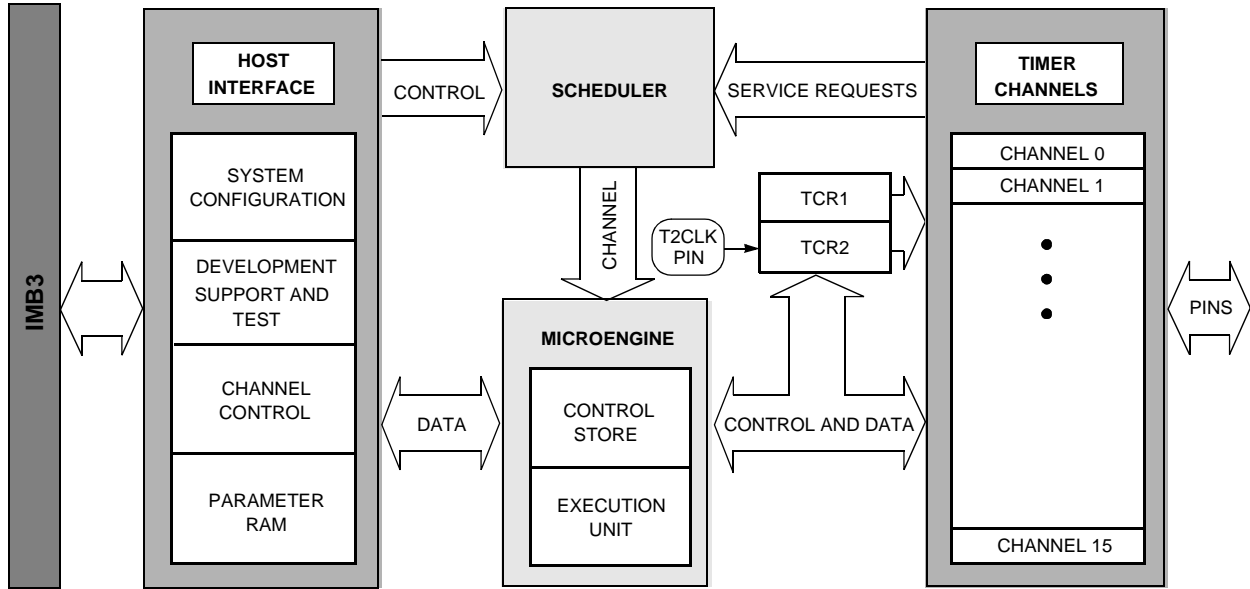 IMB3
HOST
INTERFACE
SYSTEM
CONFIGURATION
DEVELOPMENT
SUPPORT AND
TEST
CHANNEL
CONTROL
PARAMETER
RAM
CONTROL
DATA
SCHEDULER
CHANNEL
MICROENGINE
CONTROL
STORE
EXECUTION
UNIT
SERVICE REQUESTS
T2CLK
PIN
TCR1
TCR2
CONTROL AND DATA
TIMER
CHANNELS
CHANNEL 0
CHANNEL 1
CHANNEL 15
PINS